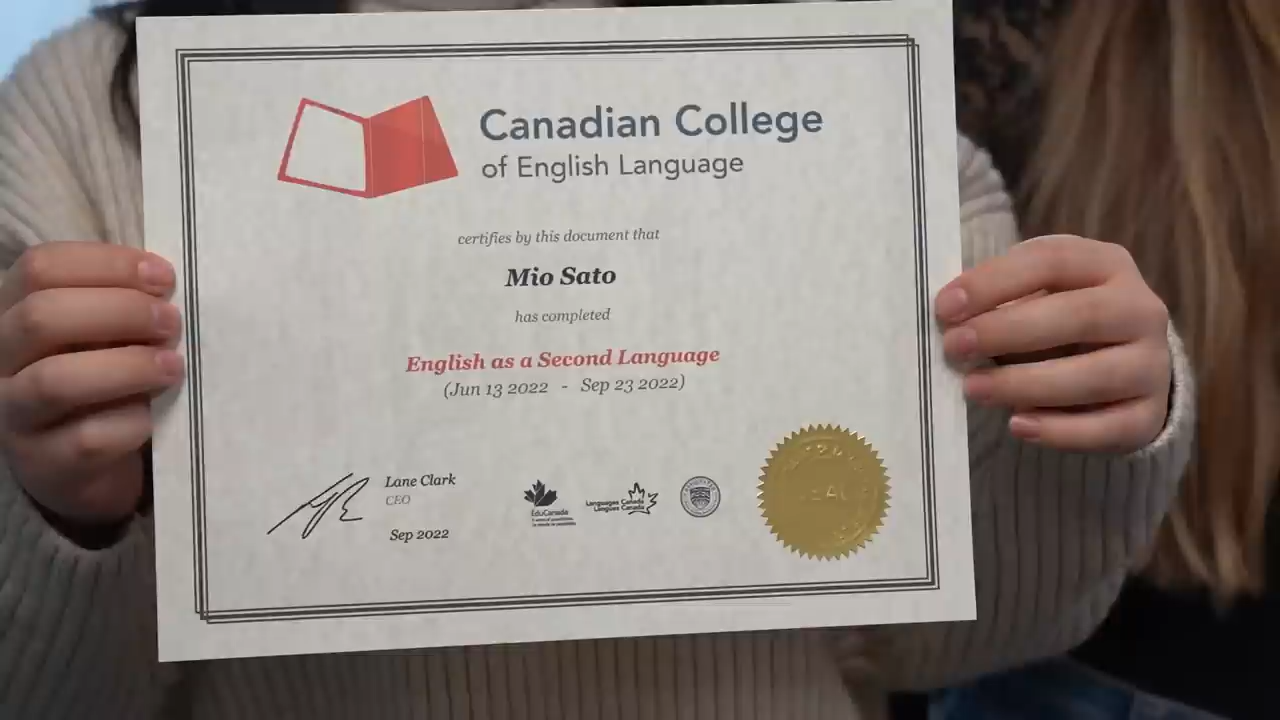 Canadian College
of English Language
certifies by this document that
Mio Sato
has completed
English as a Second Language
(Jun 13 2022 - Sep 23 2022)
Lane Clark
CEO
Sep 2022
EduCanada
Languages Canada
Langues Canada